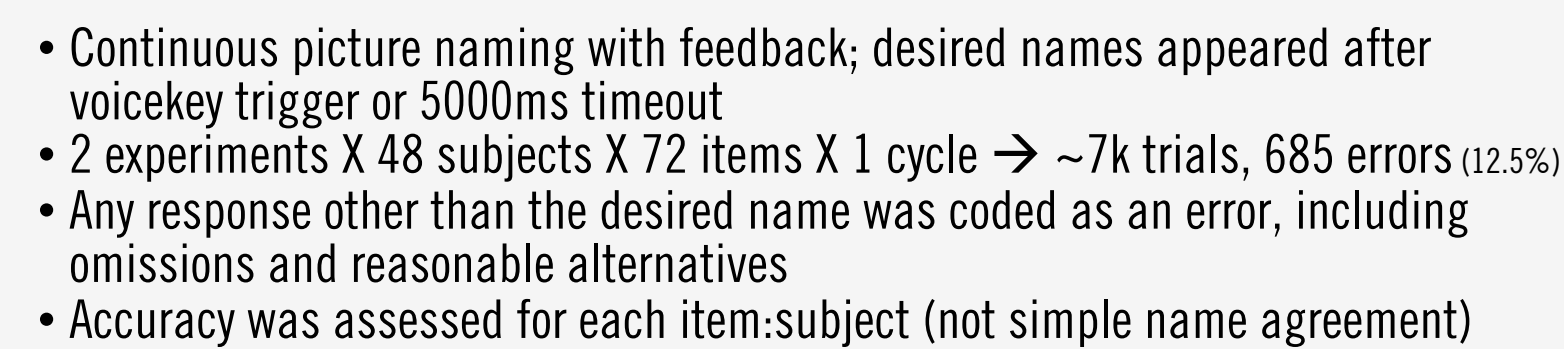 • Continuous picture naming with feedback; desired names appeared after
voicekey trigger or 5000ms timeout
• 2 experiments X 48 subjects X 72 items X 1 cycle → ~7k trials, 685 errors (12.5%)
• Any response other than the desired name was coded as an error, including
omissions and reasonable alternatives
• Accuracy was assessed for each item:subject (not simple name agreement)